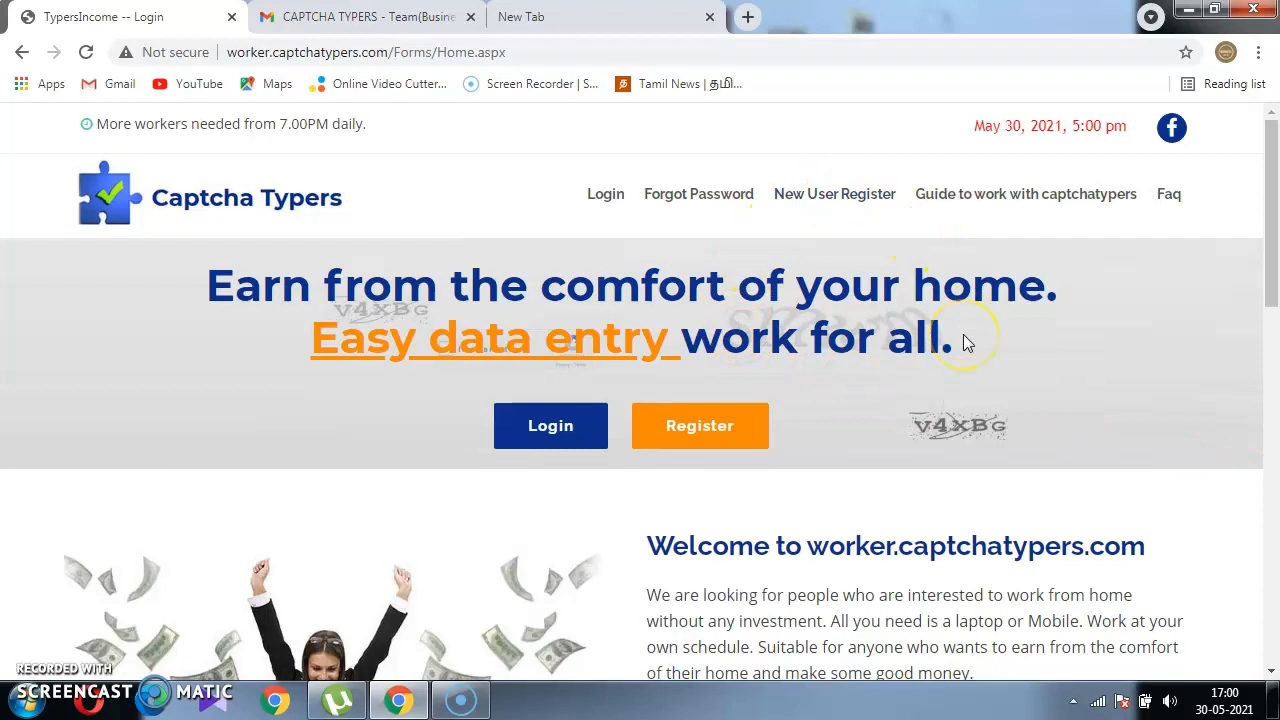 TypersIncome -- Login
CAPTCHA TYPERS - Team(Busine
New Tab
Not secure
worker.captchatypers.com/Forms/Home.aspx
Apps
Gmail
YouTube
Maps
Online Video Cutter...
Screen Recorder | S...
Tamil News | தமி...
Reading list
More workers needed from 7.00PM daily.
May 30, 2021, 5:00 pm
Captcha Typers
Login
Forgot Password
New User Register
Guide to work with captchatypers
Faq
Earn from the comfort of your home.
V4XBG
Easy data entry work for all.
Login
Register
V4XBG
Welcome to worker.captchatypers.com
We are looking for people who are interested to work from home
without any investment. All you need is a laptop or Mobile. Work at your
own schedule. Suitable for anyone who wants to earn from the comfort
of their home and make some good money.
RECORDED WITH
SCREENCAST MATIC
17:00
30-05-2021